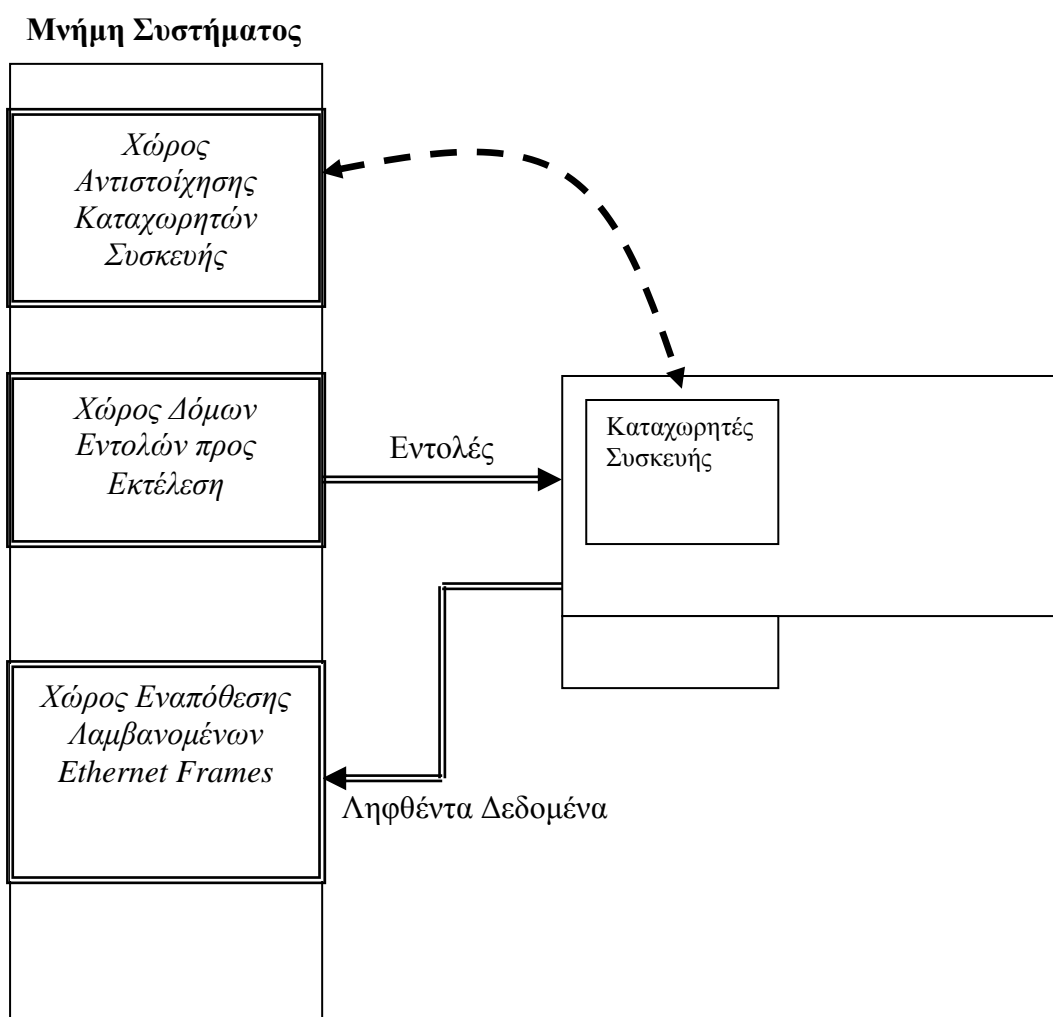 Μνήμη Συστήματος
Χώρος
Αντιστοίχησης
Καταχωρητών
Συσκευής
Χώρος Δόμων
Εντολών προς
Εκτέλεση
Εντολές
Καταχωρητές
Συσκευής
Χώρος Εναπόθεσης
Λαμβανομένων
Ethernet Frames
Ληφθέντα Δεδομένα